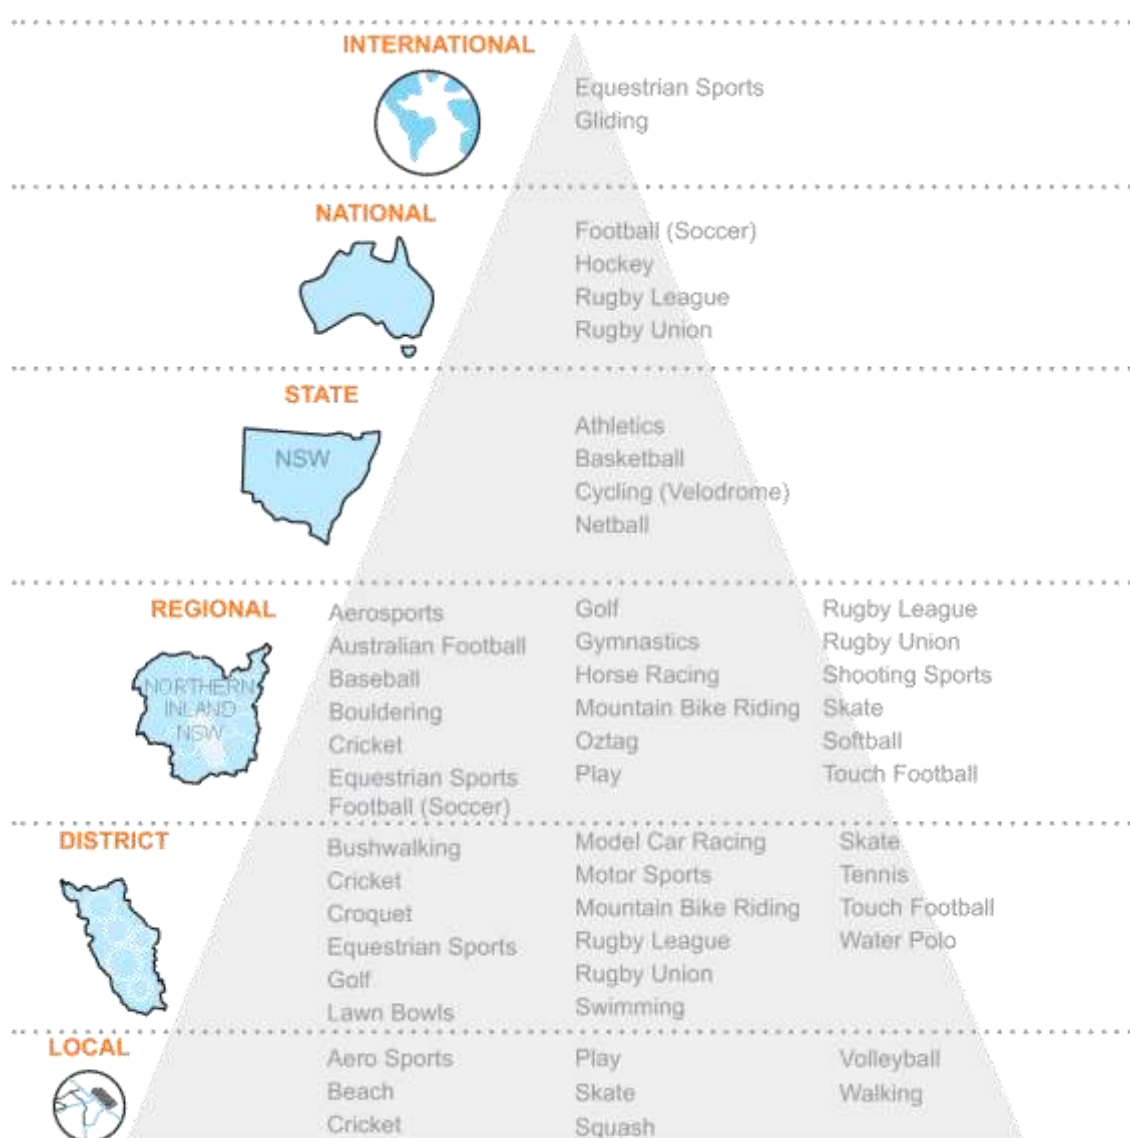 INTERNATIONAL
Equestrian Sports
Gliding
NATIONAL
Football (Soccer)
Hockey
Rugby League
Rugby Union
STATE
NSW
Athletics
Basketball
Cycling (Velodrome)
Netball
REGIONAL
NORTHERN
INLAND
NSW
Aerosports
Australian Football
Baseball
Bouldering
Cricket
Equestrian Sports
Football (Soccer)
Golf
Gymnastics
Horse Racing
Mountain Bike Riding
Oztag
Play
Rugby League
Rugby Union
Shooting Sports
Skate
Softball
Touch Football
DISTRICT
Bushwalking
Cricket
Croquet
Equestrian Sports
Golf
Lawn Bowls
Model Car Racing
Motor Sports
Mountain Bike Riding
Rugby League
Rugby Union
Swimming
Skate
Tennis
Touch Football
Water Polo
LOCAL
Aero Sports
Beach
Cricket
Play
Skate
Squash
Volleyball
Walking